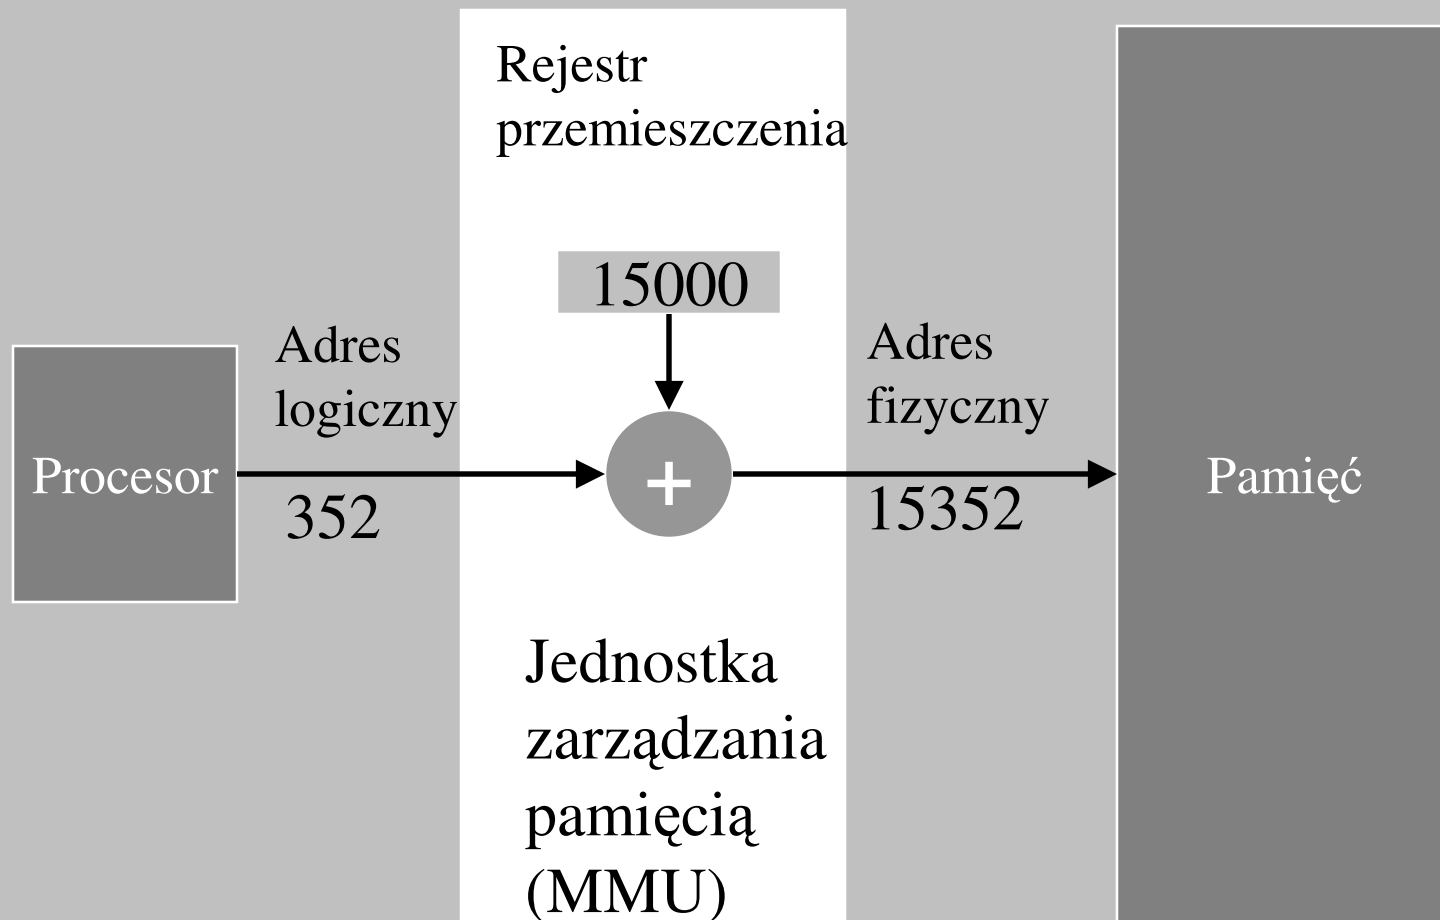 Rejestr
przemieszczenia
15000
Adres
logiczny
Adres
fizyczny
Procesor
+
Pamięć
352
15352
Jednostka
zarządzania
pamięcią
(MMU)